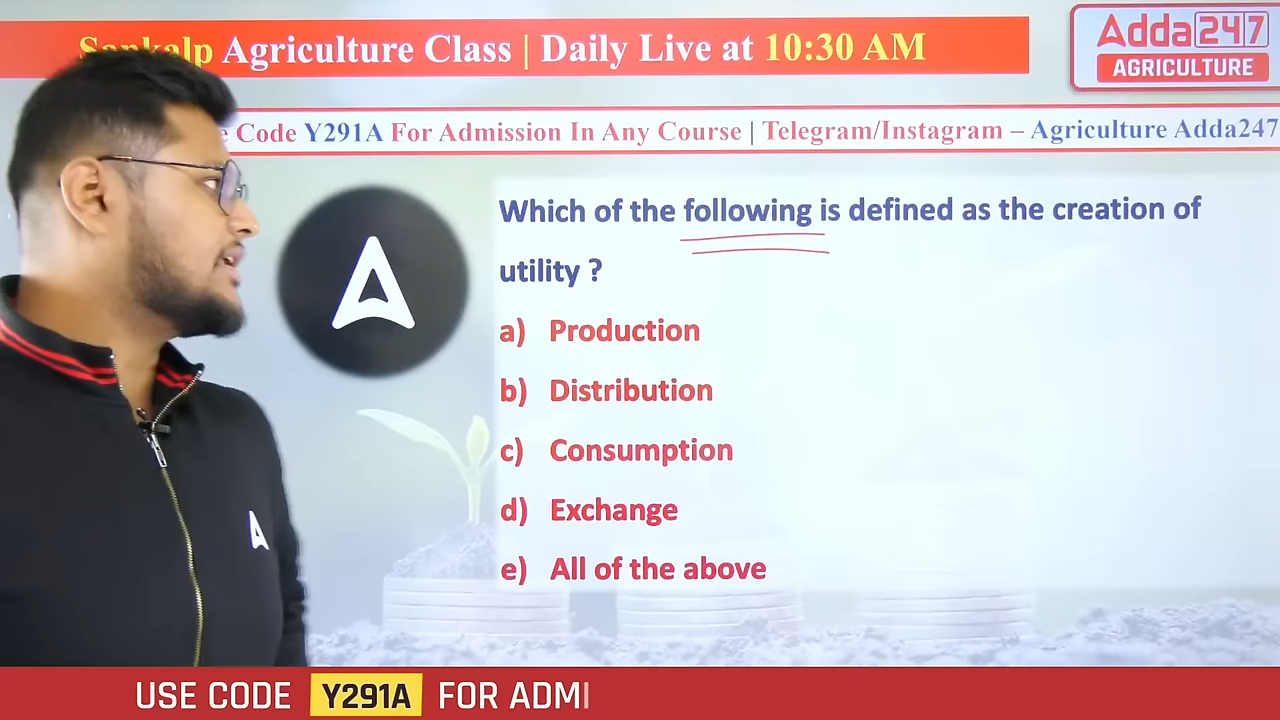 Sankalp Agriculture Class | Daily Live at 10:30 AM
Adda247
AGRICULTURE
Code Y291A For Admission In Any Course | Telegram/Instagram – Agriculture Adda247
Which of the following is defined as the creation of
utility ?
a) Production
b) Distribution
c) Consumption
d) Exchange
e) All of the above
USE CODE Y291A FOR ADMI